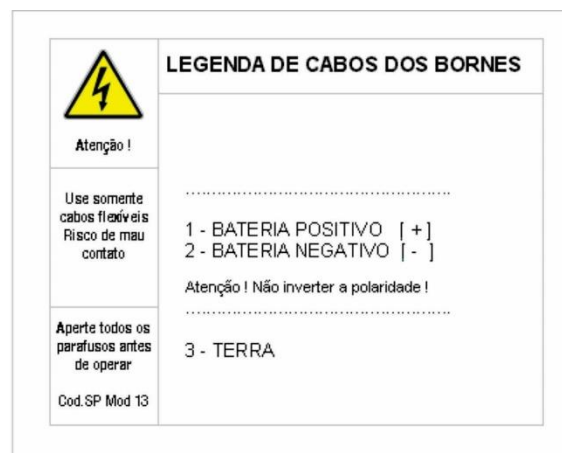 LEGENDA DE CABOS DOS BORNES
Atenção !
Use somente
cabos flexíveis
Risco de mau
contato
Aperte todos os
parafusos antes
de operar
Cod.SP Mod 13
1 - BATERIA POSITIVO [ + ]
2 - BATERIA NEGATIVO [ - ]
Atenção ! Não inverter a polaridade !
3 - TERRA